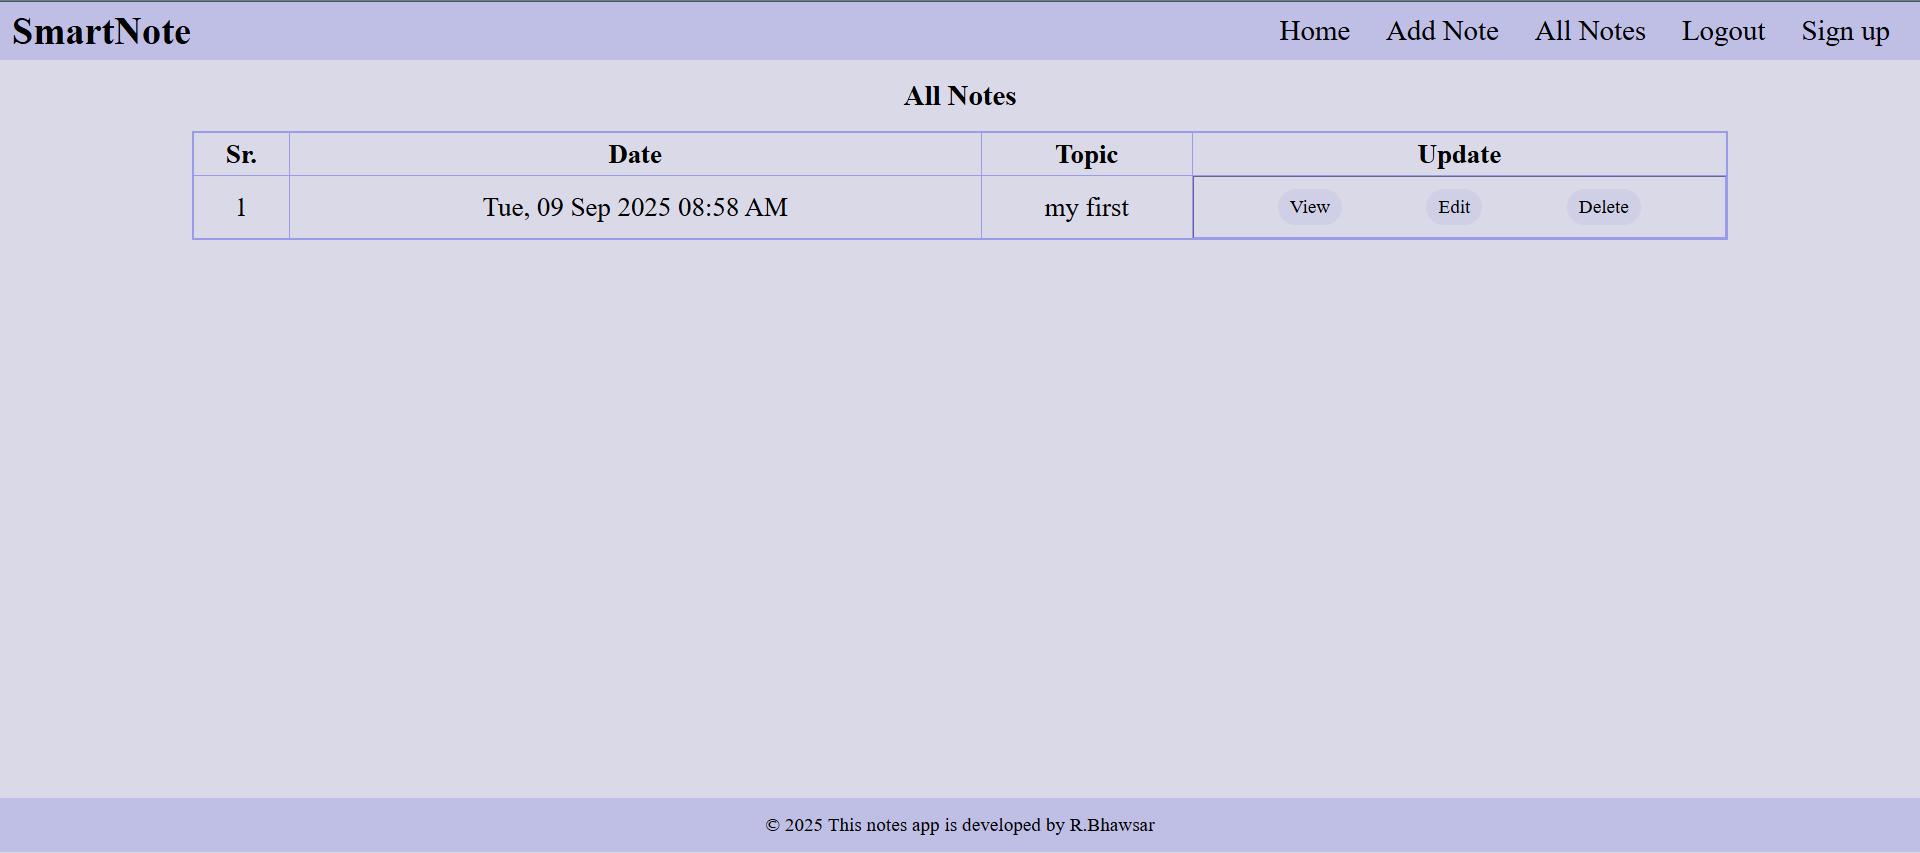 SmartNote Home Add Note All Notes Logout Sign up
All Notes
Sr. Date Topic Update
1 Tue, 09 Sep 2025 08:58 AM my first View Edit Delete
© 2025 This notes app is developed by R.Bhawsar